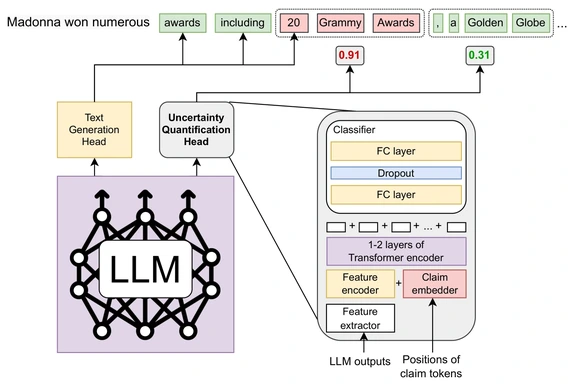 Madonna won numerous awards including 20 Grammy Awards , a Golden Globe ...
0.91 0.31
Text
Generation
Head
Uncertainty
Quantification
Head
LLM
Classifier
FC layer
Dropout
FC layer
+ + + ... +
1-2 layers of
Transformer encoder
Feature
encoder
+
Claim
embedder
Feature
extractor
LLM outputs
Positions of
claim tokens